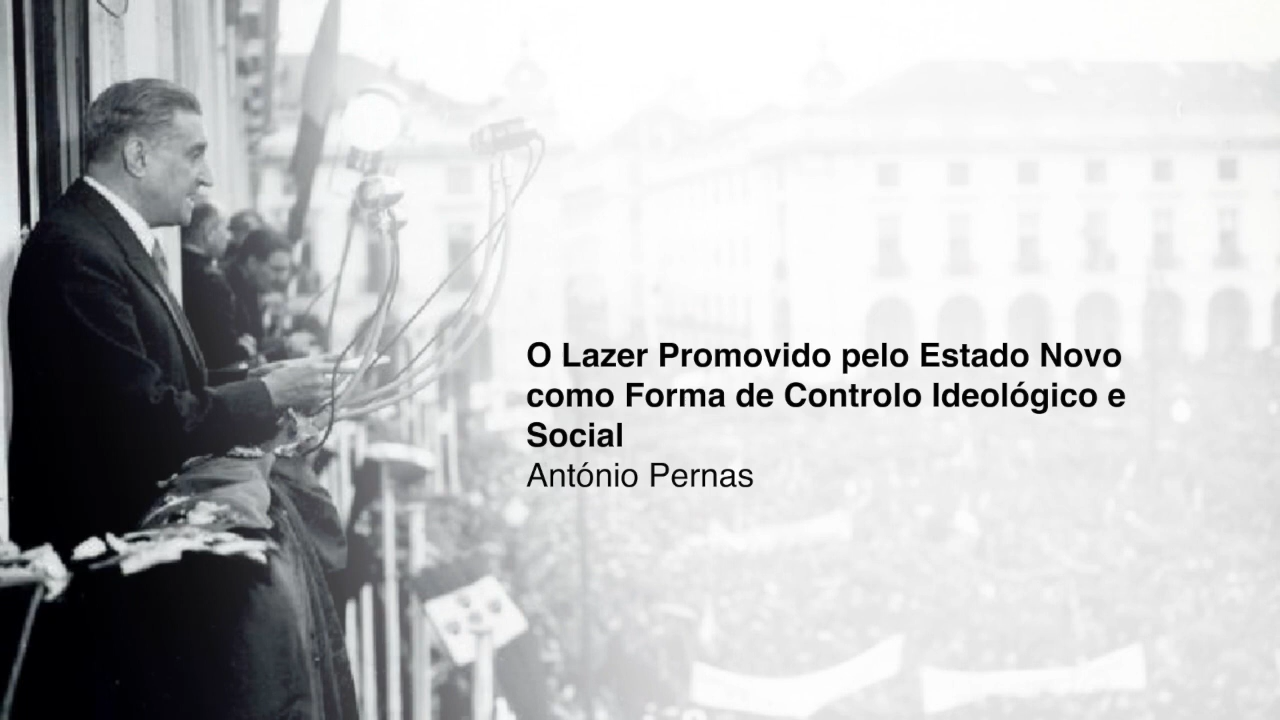 O Lazer Promovido pelo Estado Novo
como Forma de Controlo Ideológico e
Social
António Pernas